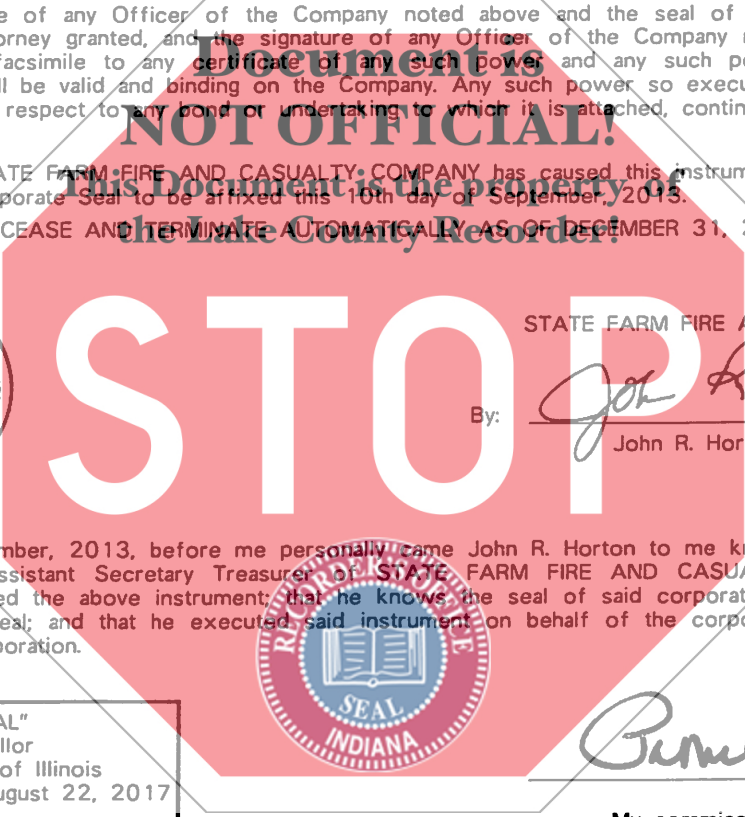 e of any Officer of the Company noted above and the seal of
orney granted, and the signature of any Officer of the Company
facsimile to any certificate of any such power and any such
ll be valid and binding on the Company. Any such power so
respect to any bond or undertaking to which it is attached,
Document is
NOT OFFICIAL!
ATE FARM FIRE AND CASUALTY COMPANY has caused this
porate Seal to be affixed this 10th day of September,
This Document is the property of
the Lake County Recorder!
CEASE AND TERMINATE AUTOMATICALLY AS OF DECEMBER 31,
STOP
STATE FARM FIRE
By:
John R. Hor
mber, 2013, before me personally came John R. Horton to me
ssistant Secretary Treasurer of STATE FARM FIRE AND
ed the above instrument; that he knows the seal of said
eal; and that he executed said instrument on behalf of the
poration.
RECORDER'S OFFICE
SEAL
INDIANA
AL"
llor
of Illinois
ugust 22, 2017